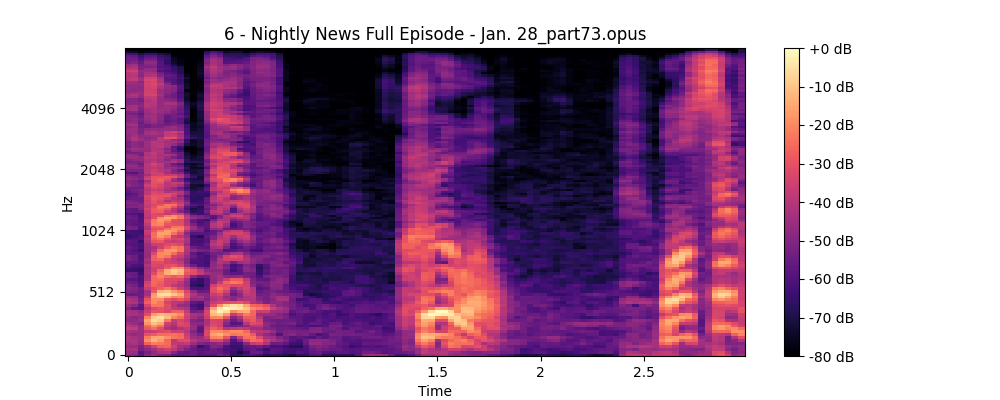 6 - Nightly News Full Episode - Jan. 28_part73.opus
Hz
4096
2048
1024
512
0
0
0.5
1
1.5
2
2.5
Time
+0 dB
-10 dB
-20 dB
-30 dB
-40 dB
-50 dB
-60 dB
-70 dB
-80 dB